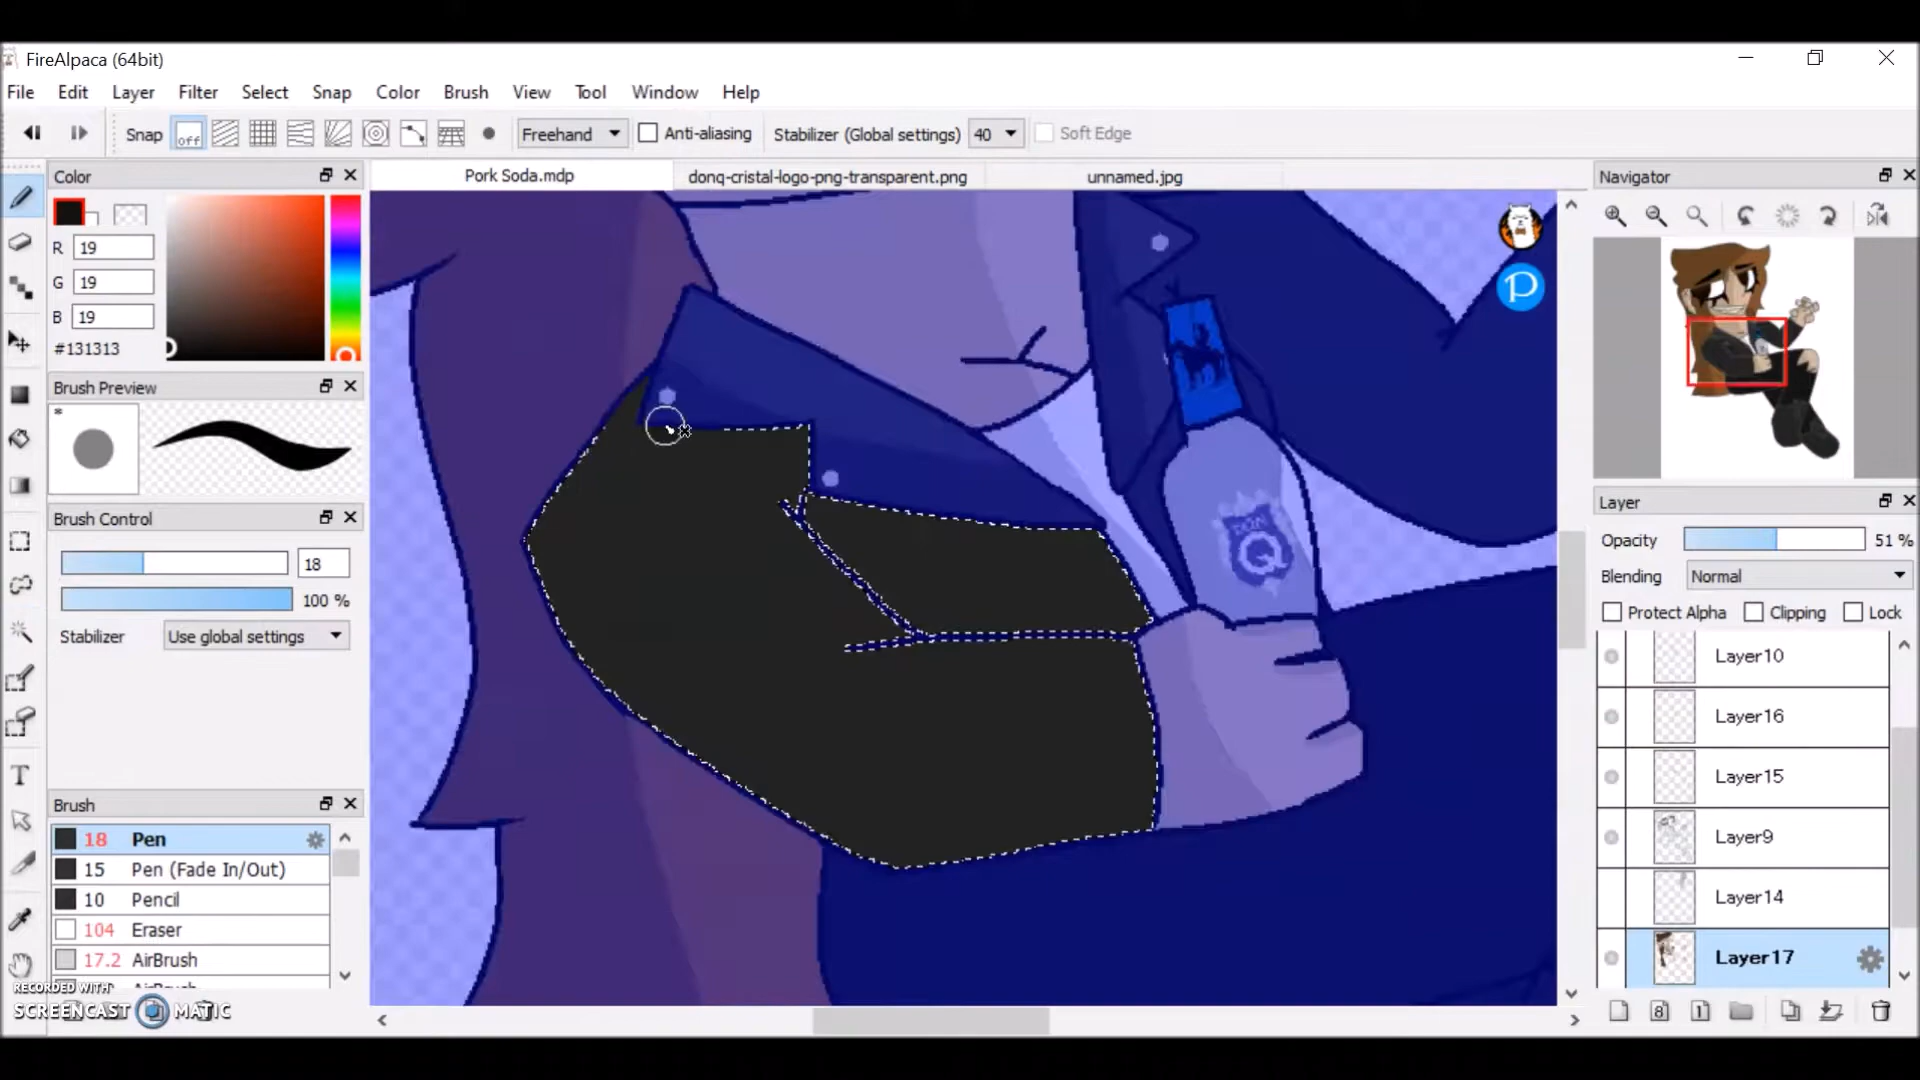 FireAlpaca (64bit)
File Edit Layer Filter Select Snap Color Brush View Tool Window Help
Snap off Freehand Anti-aliasing Stabilizer (Global settings) 40 Soft Edge
Color
R 19
G 19
B 19
#131313
Brush Preview
*
Brush Control
18
100 %
Stabilizer Use global settings
Brush
18 Pen
15 Pen (Fade In/Out)
10 Pencil
104 Eraser
17.2 AirBrush
AirBrush
RECORDED WITH
SCREENCAST MATIC
T
Pork Soda.mdp donq-cristal-logo-png-transparent.png unnamed.jpg
P
DON
Q
Navigator
Layer
Opacity 51 %
Blending Normal
Protect Alpha Clipping Lock
Layer10
Layer16
Layer15
Layer9
Layer14
Layer17
8 1